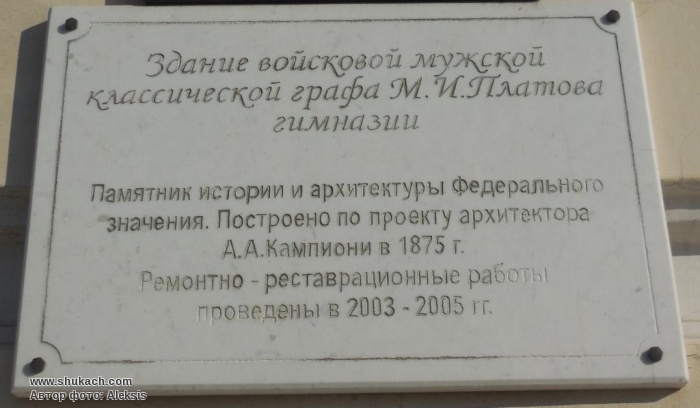 Здание войсковой мужской
классической графа М.И.Платова
гимназии
Памятник истории и архитектуры Федерального
значения. Построено по проекту архитектора
А.А.Кампиони в 1875 г.
Ремонтно - реставрационные работы
проведены в 2003 - 2005 гг.
www.shukach.com
Автор фото: Aleksis